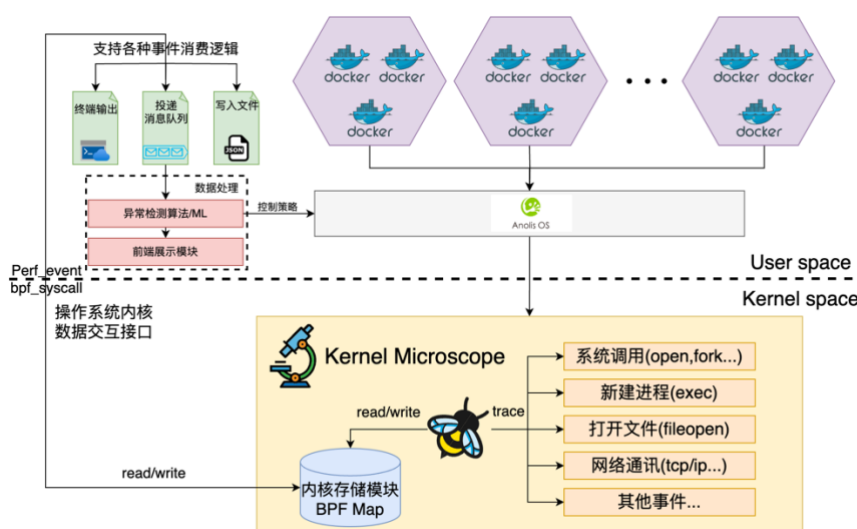 支持各种事件消费逻辑
终端输出
投递
消息队列
写入文件
JSON
docker
docker
docker
docker
docker
docker
docker
docker
docker
数据处理
异常检测算法/ML
控制策略
前端展示模块
Anolis OS
Perf_event
bpf_syscall
User space
Kernel space
操作系统内核
数据交互接口
Kernel Microscope
read/write
trace
系统调用(open,fork...)
新建进程(exec)
打开文件(fileopen)
网络通讯(tcp/ip...)
其他事件...
read/write
内核存储模块
BPF Map